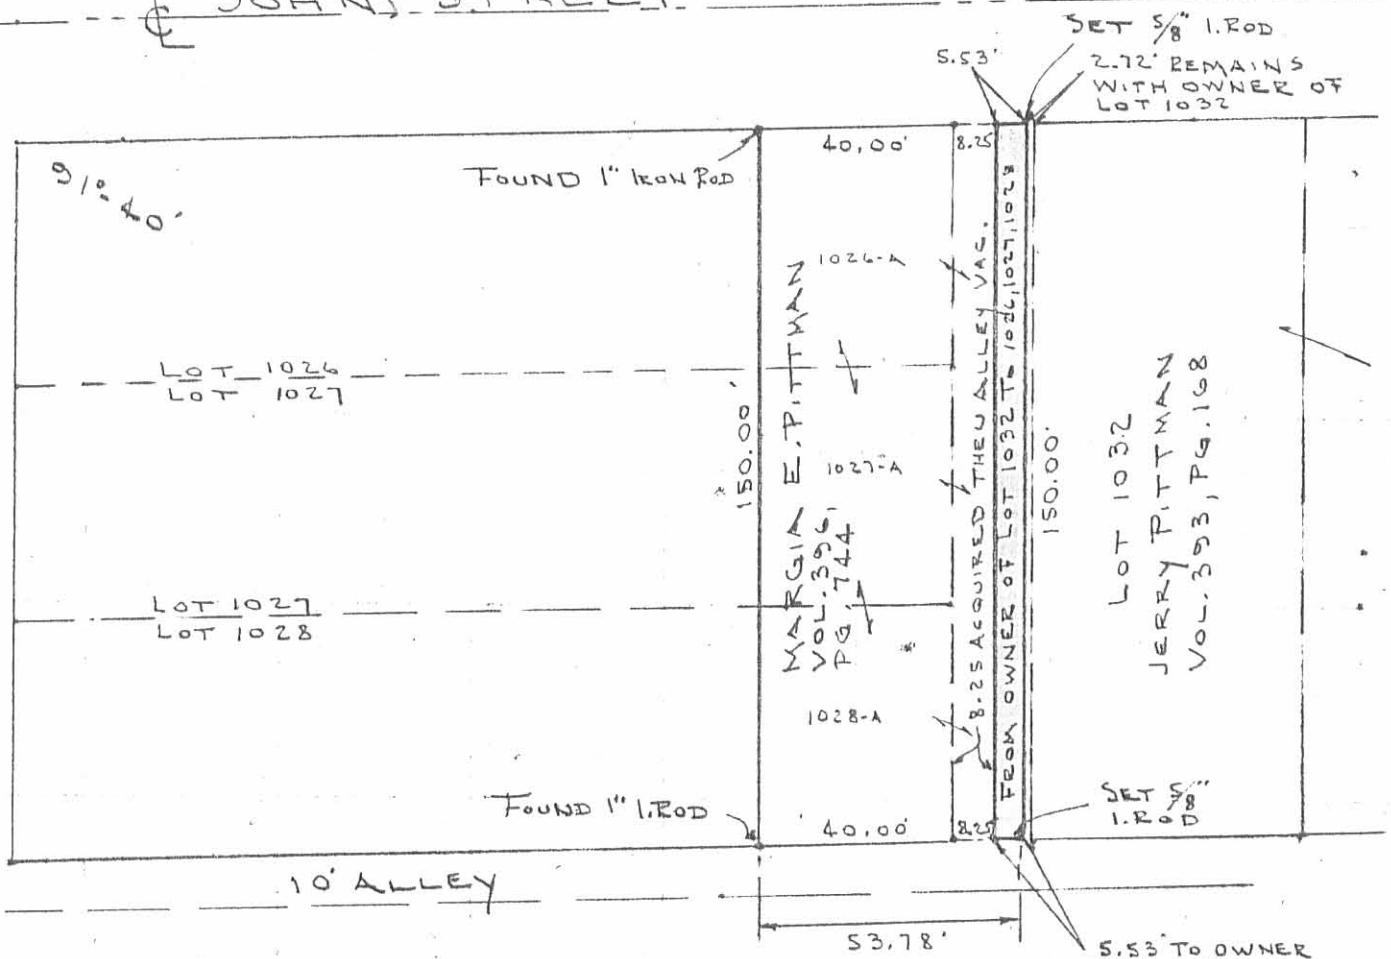 ℄ JOHN STREET
SET 5/8" I.ROD
5.53'
2.72' REMAINS
WITH OWNER OF
LOT 1032
91° 40'
FOUND 1" IRON ROD
40.00'
8.25
1026-A
LOT 1026
LOT 1027
150.00'
MARGIA E. PITTMAN
VOL. 396,
PG. 744
1027-A
8.25 ACQUIRED THRU ALLEY VAC.
FROM OWNER OF LOT 1032 TO 1026,1027,1028
150.00'
LOT 1032
JERRY PITTMAN
VOL. 393, PG. 168
LOT 1027
LOT 1028
1028-A
FOUND 1" I.ROD
40.00'
8.25
SET 5/8"
I.ROD
10' ALLEY
53.78'
5.53' TO OWNER